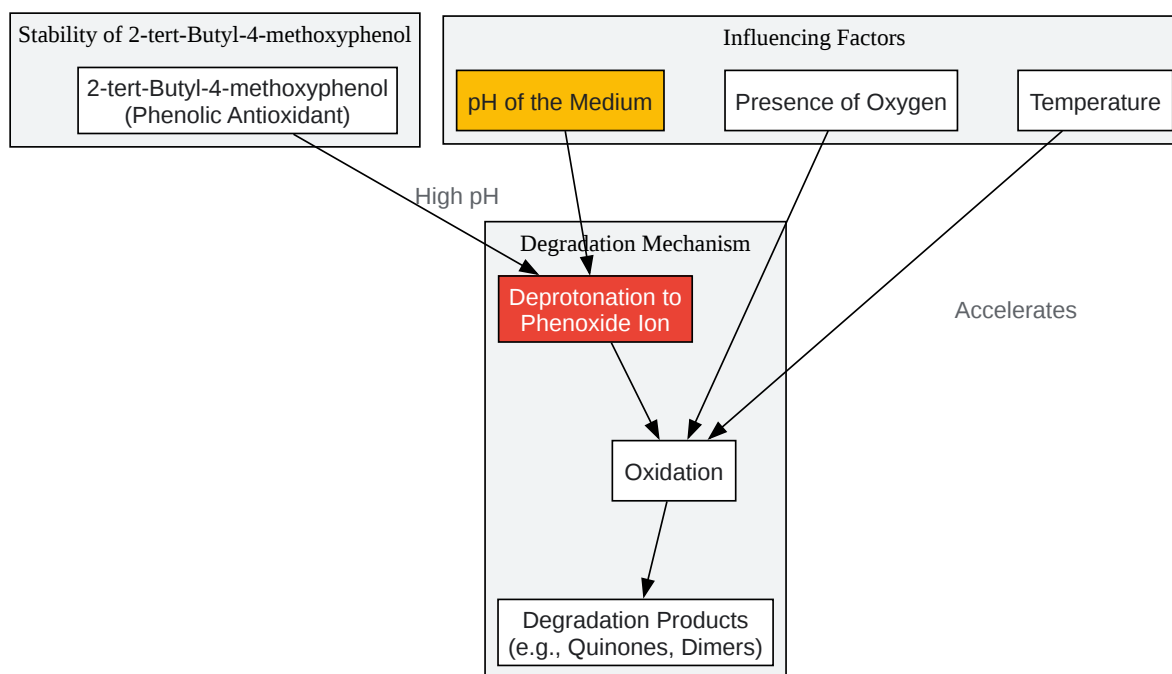 Stability of 2-tert-Butyl-4-methoxyphenol
2-tert-Butyl-4-methoxyphenol
(Phenolic Antioxidant)
Influencing Factors
pH of the Medium
Presence of Oxygen
Temperature
High pH
Degradation Mechanism
Deprotonation to
Phenoxide Ion
Accelerates
Oxidation
Degradation Products
(e.g., Quinones, Dimers)